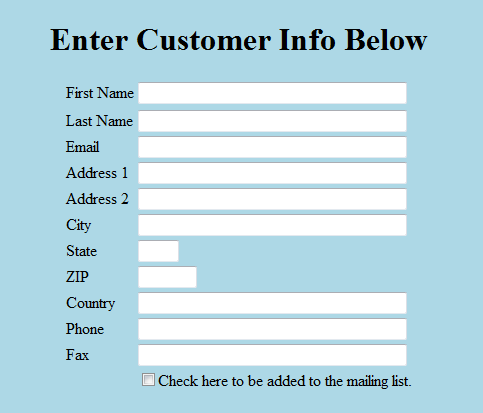 Enter Customer Info Below
First Name
Last Name
Email
Address 1
Address 2
City
State
ZIP
Country
Phone
Fax
Check here to be added to the mailing list.